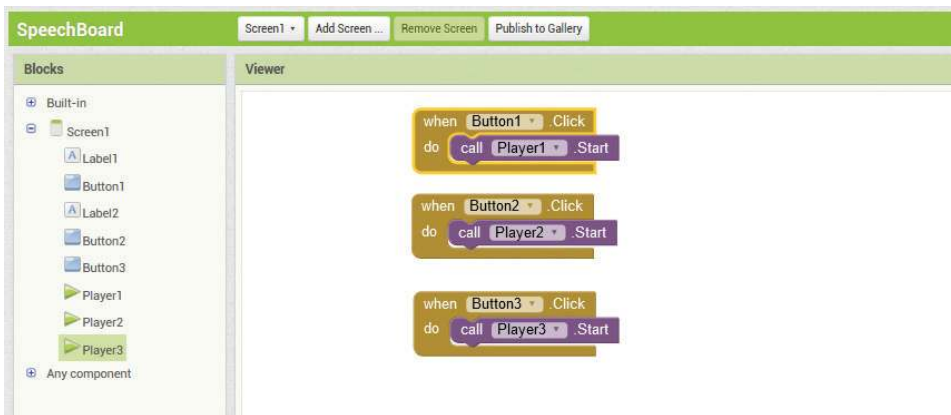 SpeechBoard
Screen1
Add Screen ...
Remove Screen
Publish to Gallery
Blocks
Viewer
Built-in
Screen1
A Label1
Button1
A Label2
Button2
Button3
Player1
Player2
Player3
Any component
when Button1 .Click
do call Player1 .Start
when Button2 .Click
do call Player2 .Start
when Button3 .Click
do call Player3 .Start